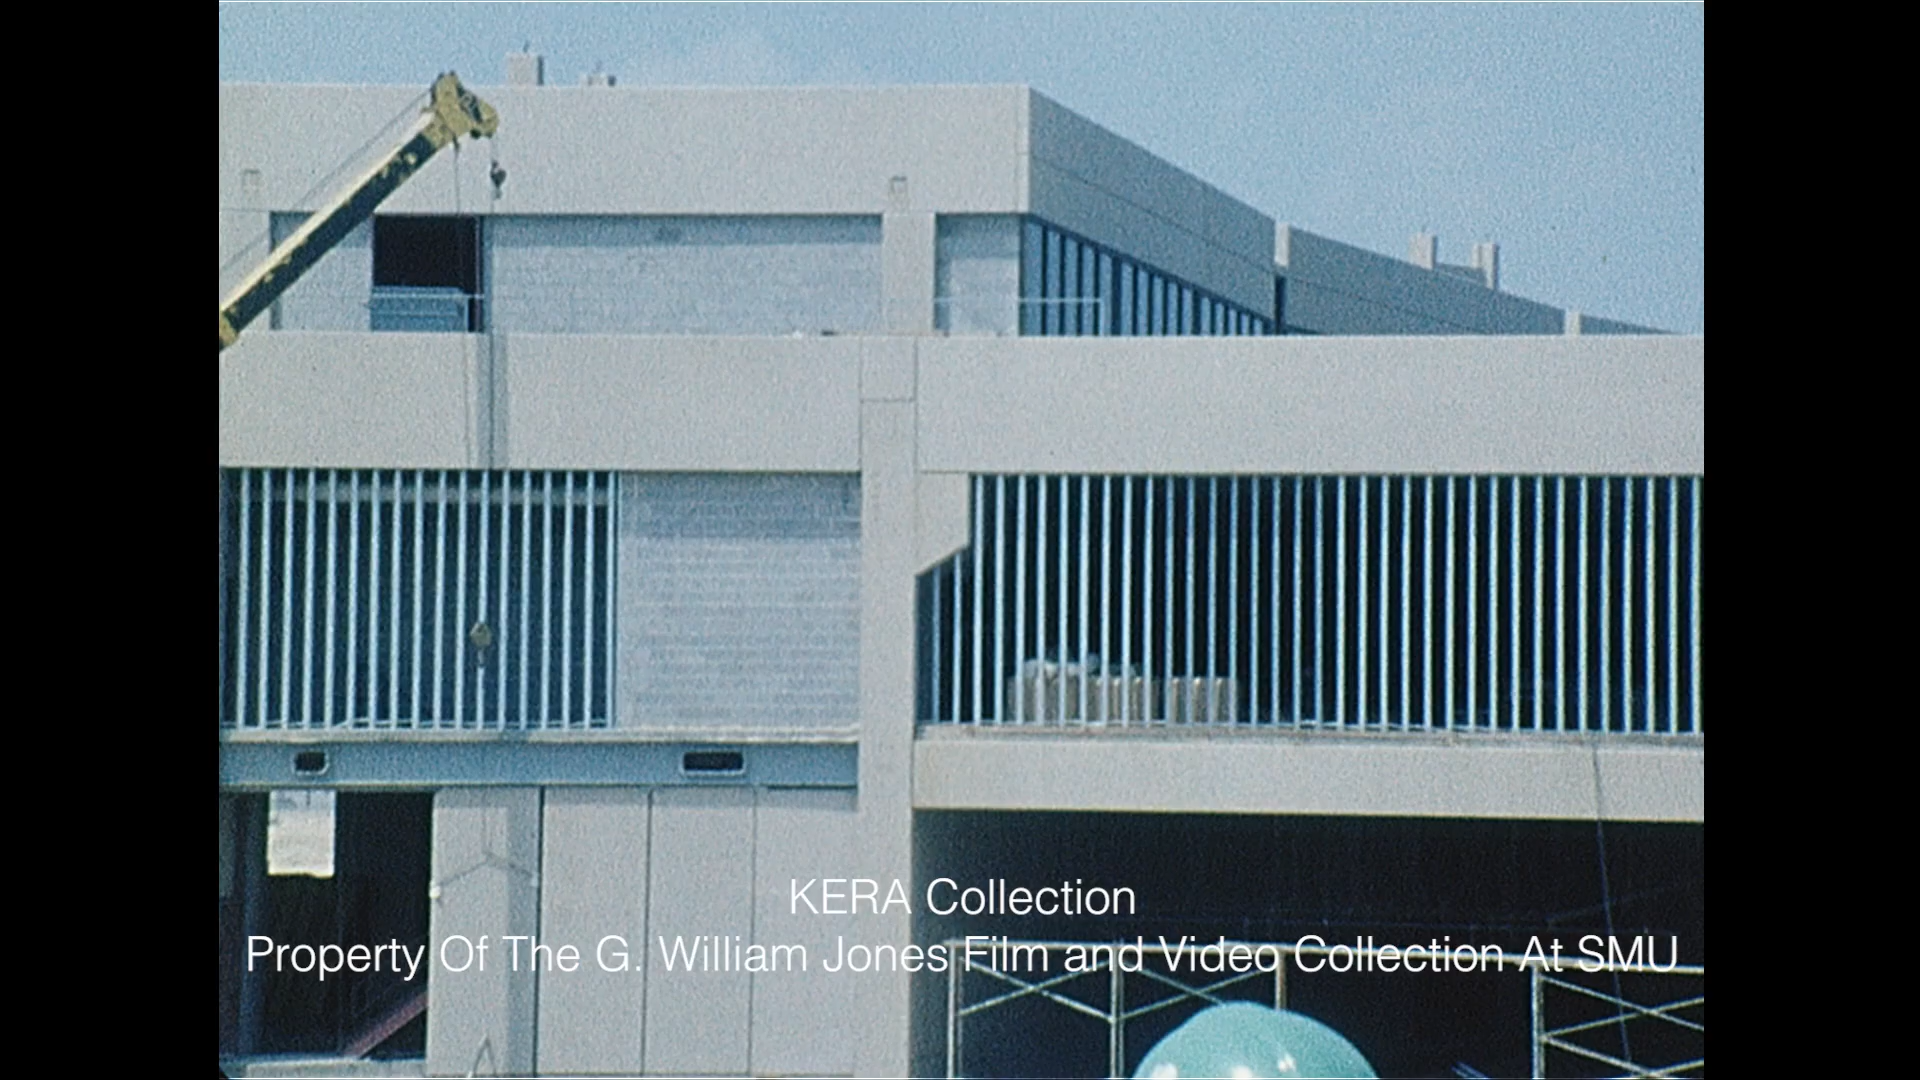 KERA Collection
Property Of The G. William Jones Film and Video Collection At SMU